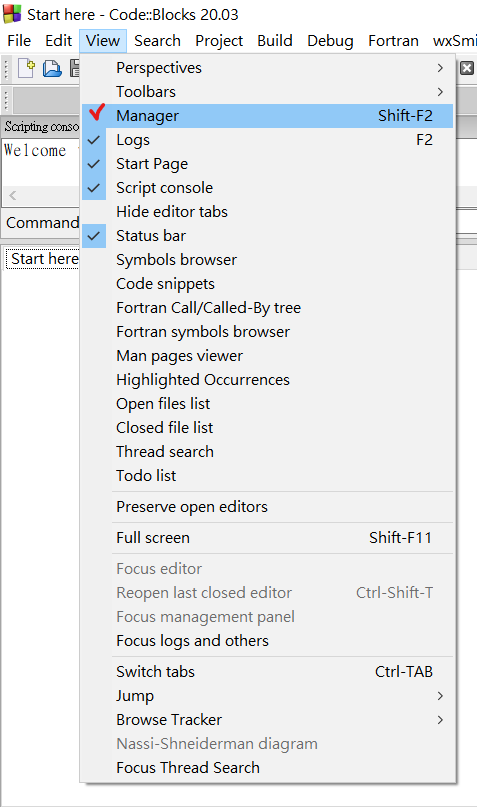 Start here - Code::Blocks 20.03
File Edit View Search Project Build Debug Fortran wxSmi
Perspectives
Toolbars
Manager Shift-F2
Scripting conso
Logs F2
Welcome
Start Page
Script console
Hide editor tabs
Command
Status bar
Start here
Symbols browser
Code snippets
Fortran Call/Called-By tree
Fortran symbols browser
Man pages viewer
Highlighted Occurrences
Open files list
Closed file list
Thread search
Todo list
Preserve open editors
Full screen Shift-F11
Focus editor
Reopen last closed editor Ctrl-Shift-T
Focus management panel
Focus logs and others
Switch tabs Ctrl-TAB
Jump
Browse Tracker
Nassi-Shneiderman diagram
Focus Thread Search